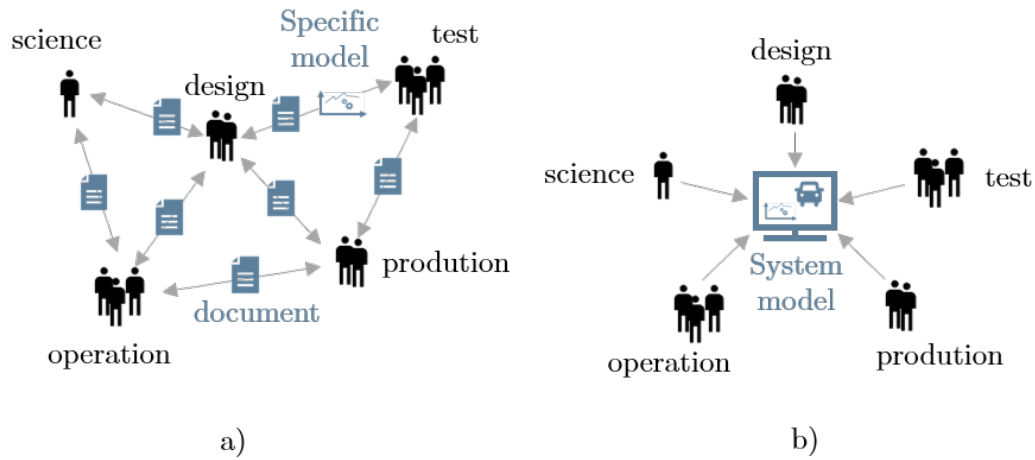 science
Specific
model
test
design
prodution
document
operation
a)
design
science
test
System
model
operation
prodution
b)